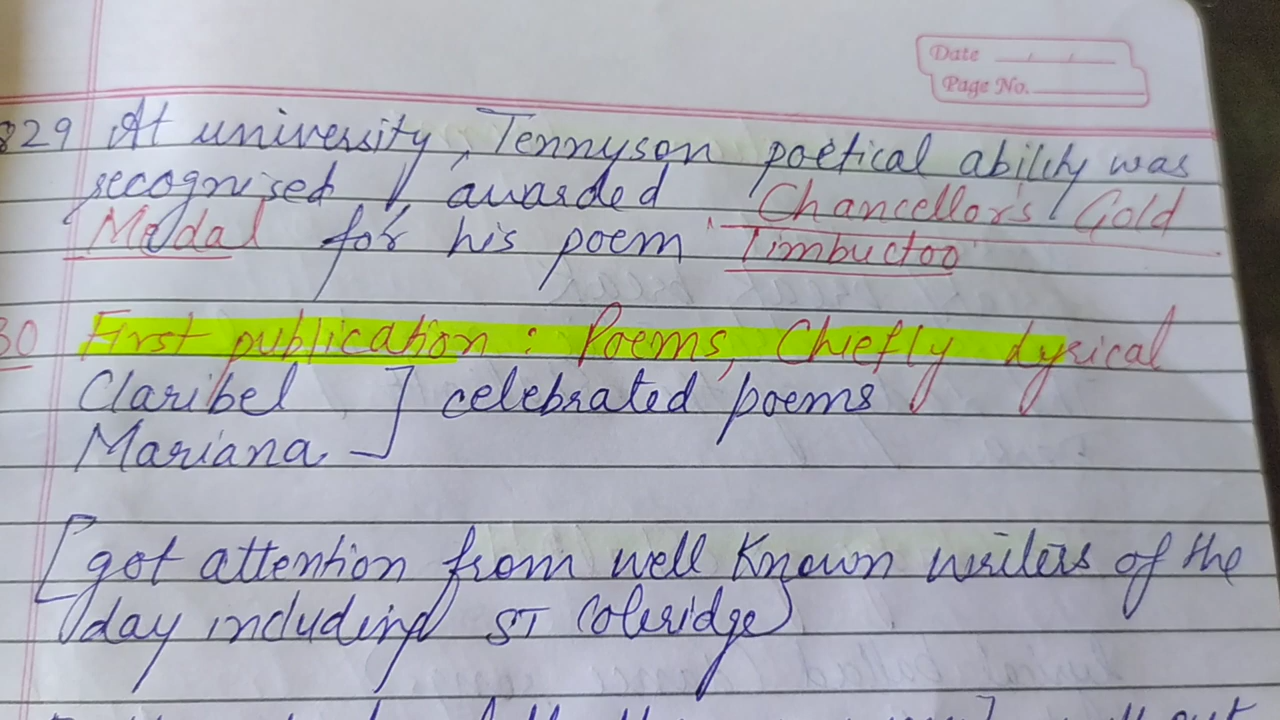 Date
Page No.
829 At university, Tennyson poetical ability was
recognised & awarded Chancellor's Gold
Medal for his poem 'Timbuctoo'
30 First publication : Poems, Chiefly Lyrical
Claribel ] celebrated poems
Mariana
[got attention from well Known writers of the
day including ST Coleridge]